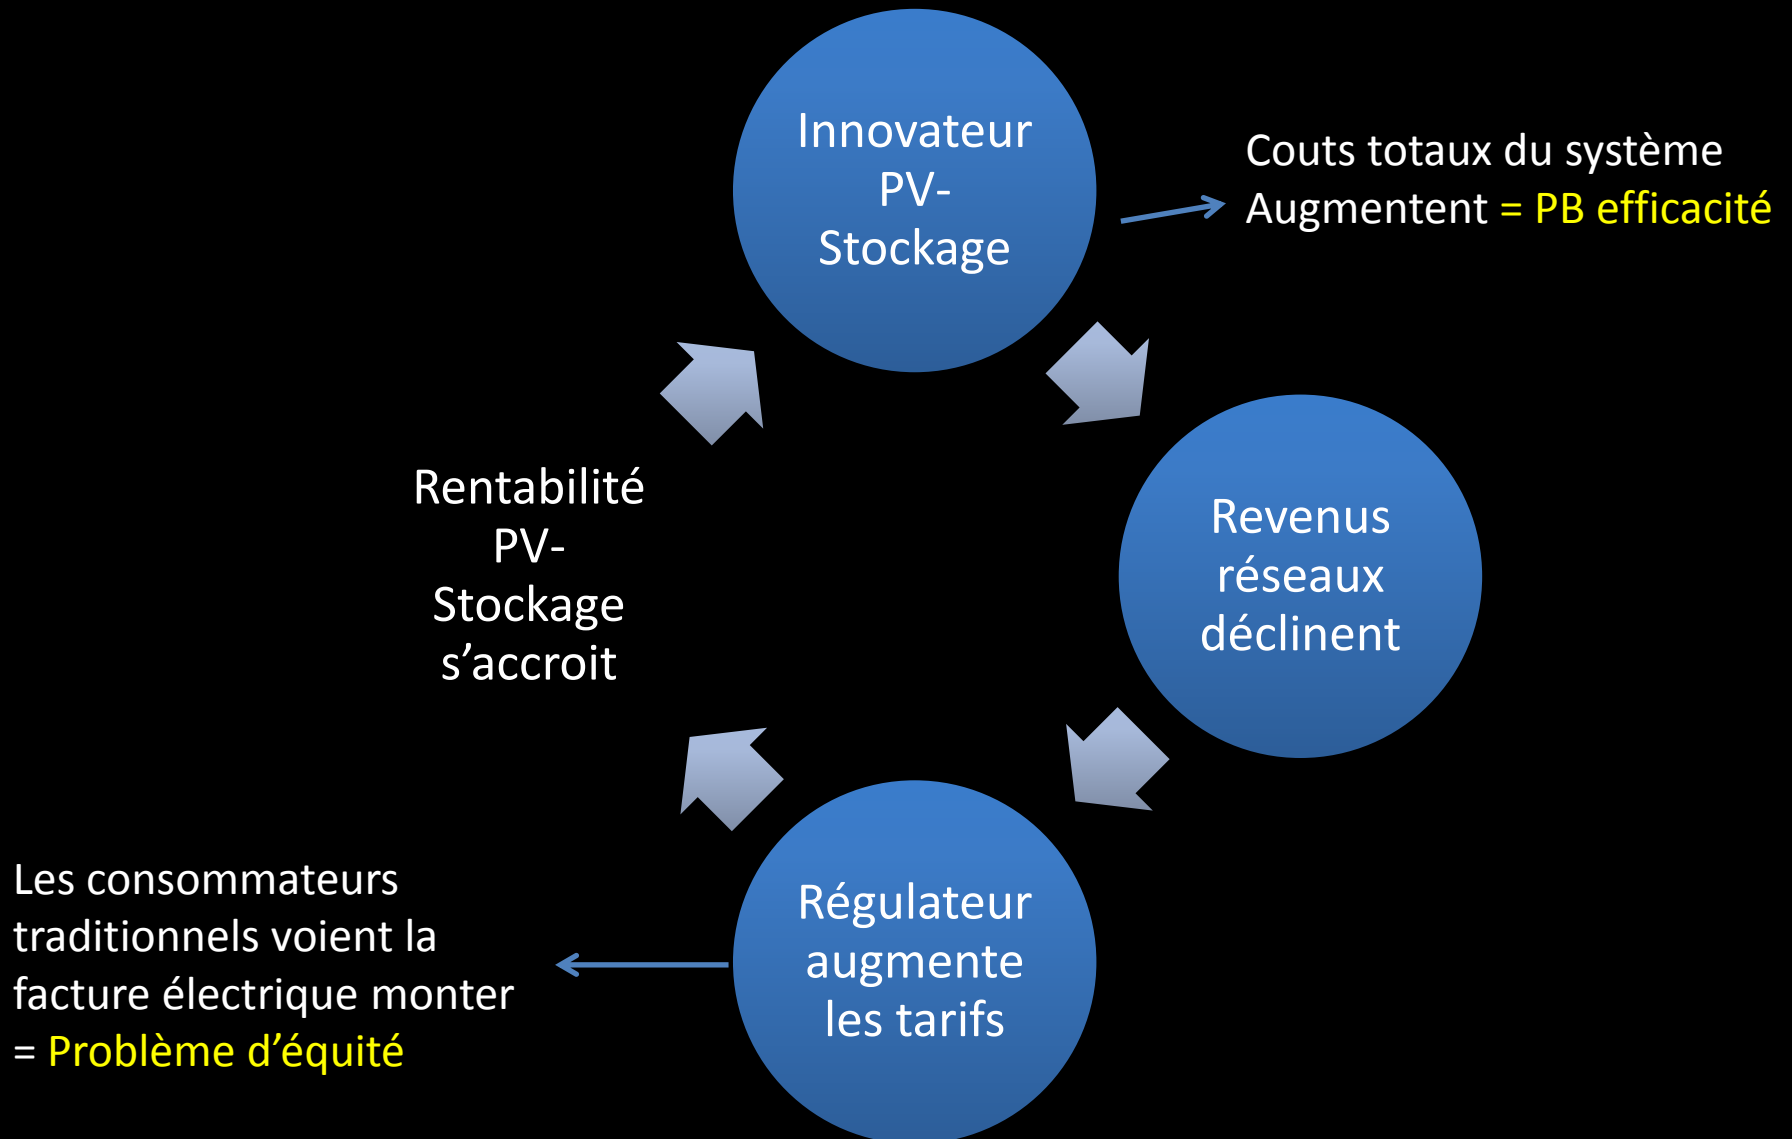 Innovateur
PV-
Stockage
Couts totaux du système
Augmentent = PB efficacité
Revenus
réseaux
déclinent
Régulateur
augmente
les tarifs
Les consommateurs
traditionnels voient la
facture électrique monter
= Problème d’équité
Rentabilité
PV-
Stockage
s’accroit